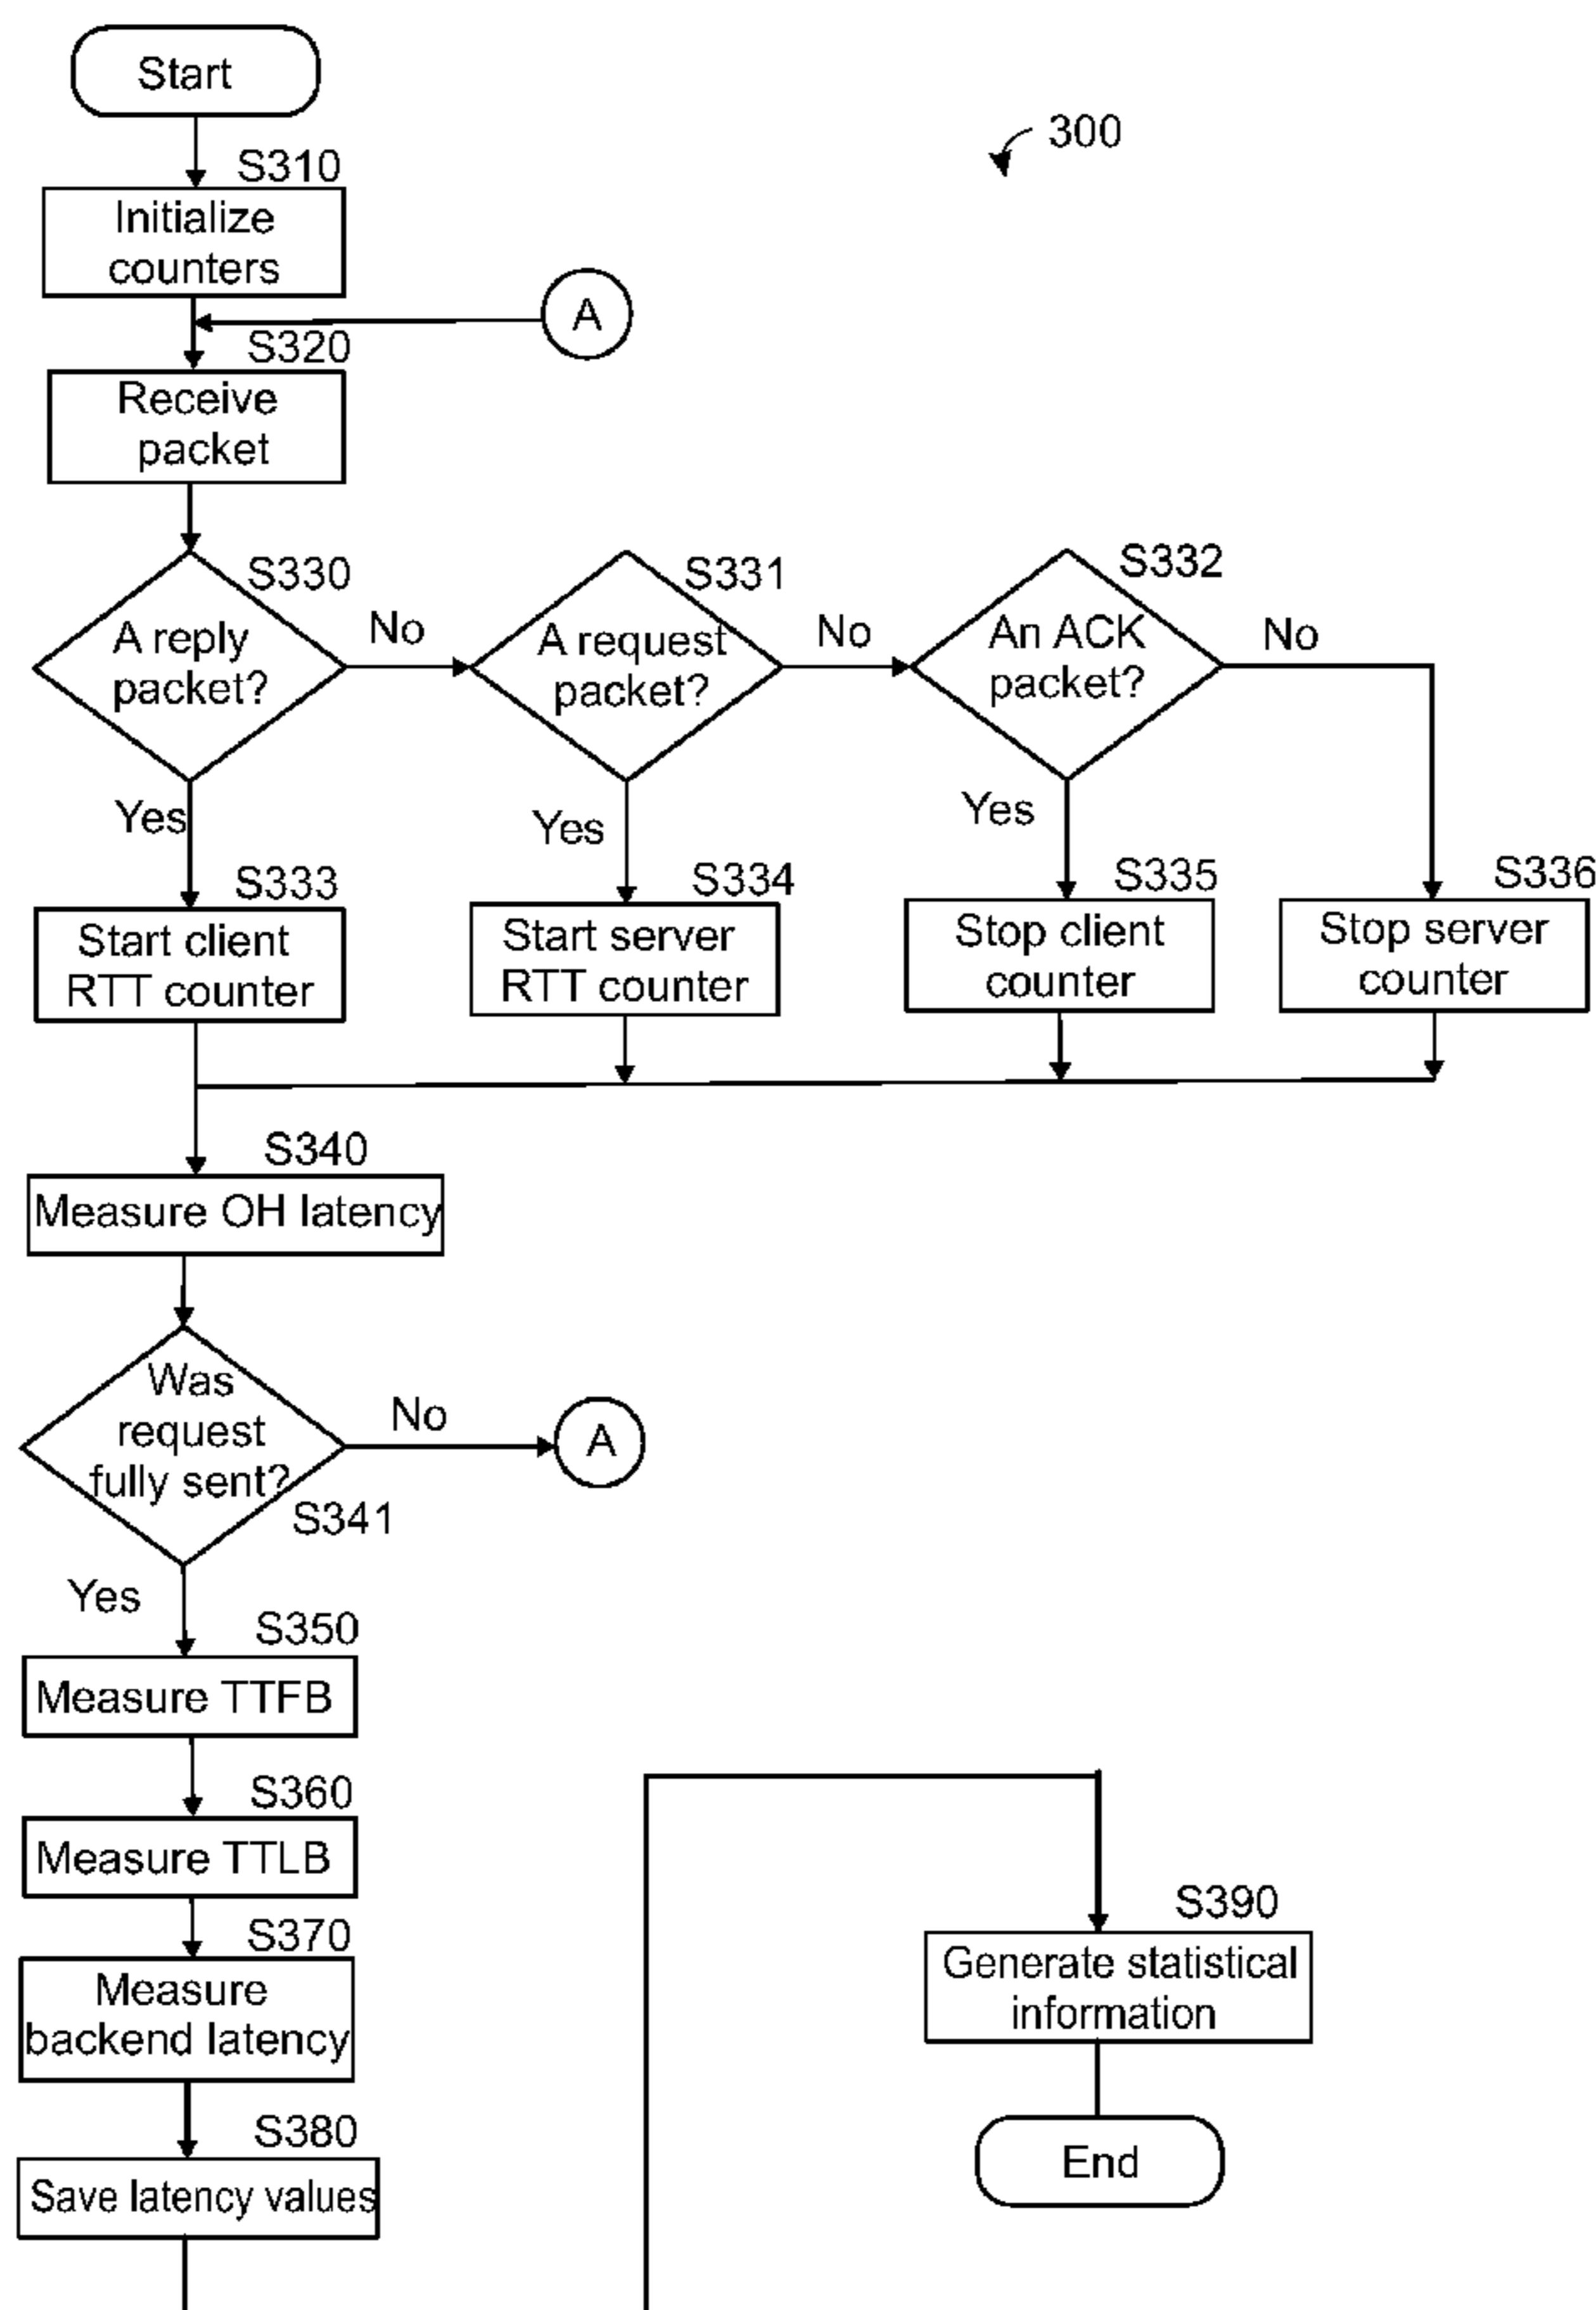 Start
300
S310
Initialize
counters
A
S320
Receive
packet
S330
A reply
packet?
No
S331
A request
packet?
No
S332
An ACK
packet?
No
Yes
Yes
Yes
S333
Start client
RTT counter
S334
Start server
RTT counter
S335
Stop client
counter
S336
Stop server
counter
S340
Measure OH latency
Was
request
fully sent?
S341
No
A
Yes
S350
Measure TTFB
S360
Measure TTLB
S370
Measure
backend latency
S380
Save latency values
S390
Generate statistical
information
End